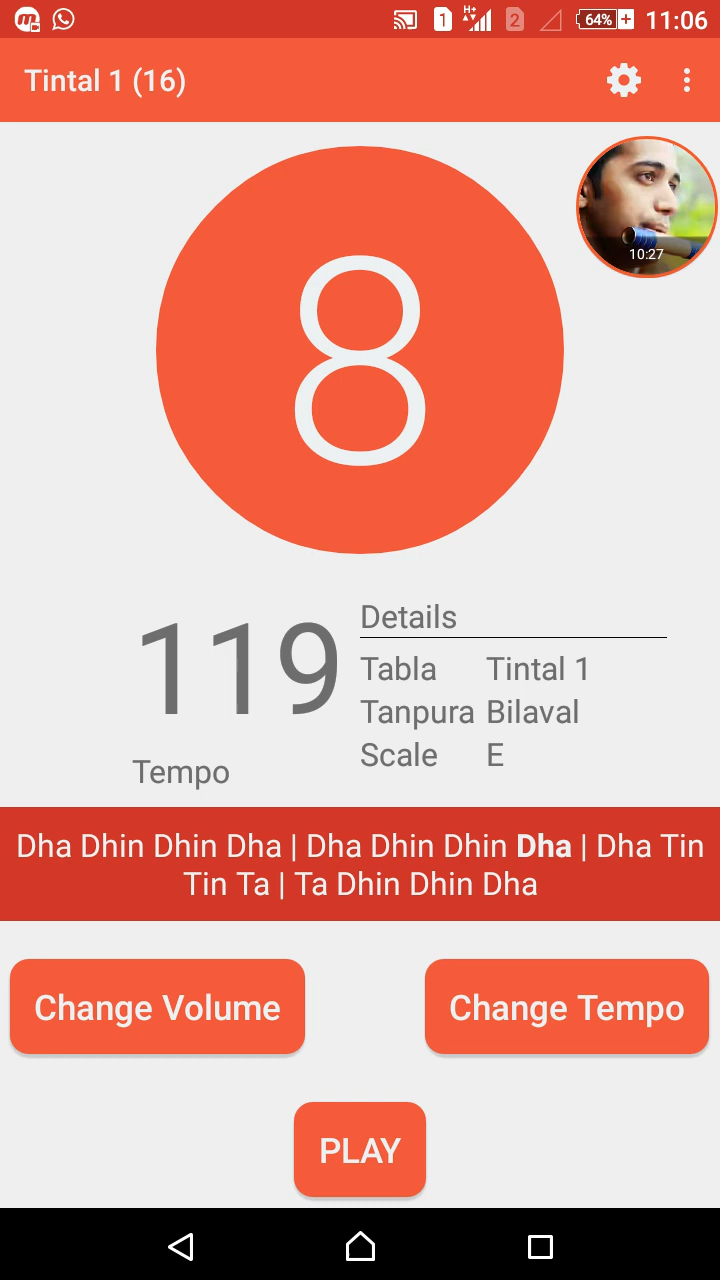 1 H+ 2 64% 11:06
Tintal 1 (16)
8
10:27
119
Tempo
Details
Tabla Tintal 1
Tanpura Bilaval
Scale E
Dha Dhin Dhin Dha | Dha Dhin Dhin Dha | Dha Tin
Tin Ta | Ta Dhin Dhin Dha
Change Volume
Change Tempo
PLAY